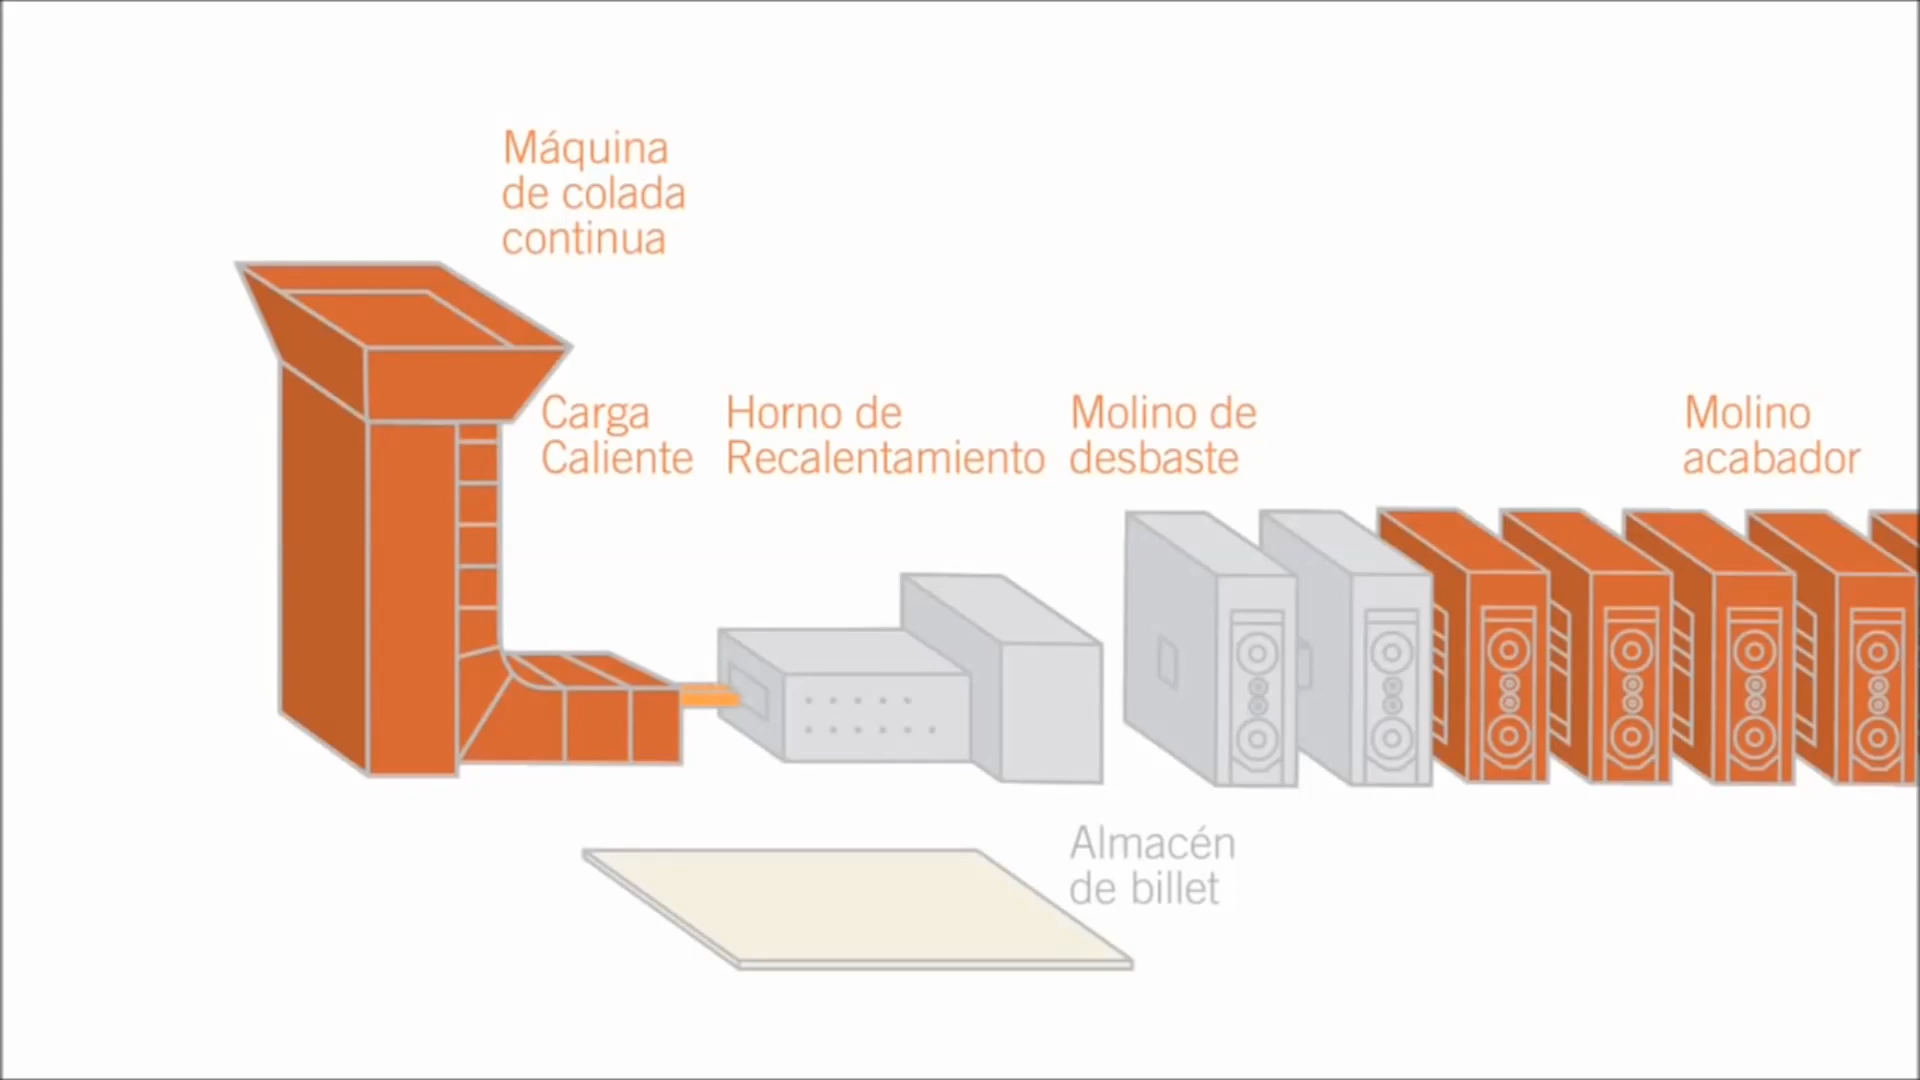 Máquina
de colada
continua
Carga
Caliente
Horno de
Recalentamiento
Molino de
desbaste
Molino
acabador
Almacén
de billet